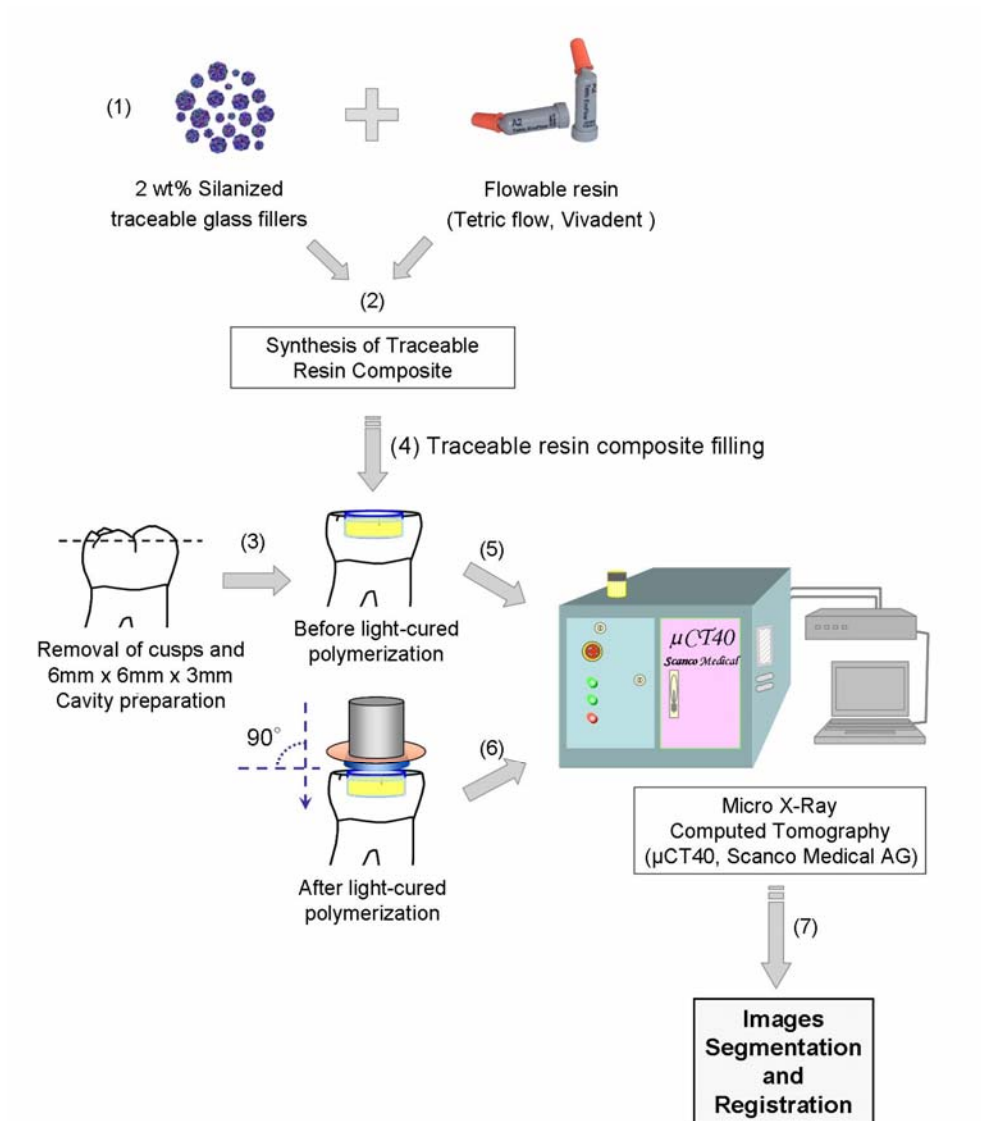 (1)
A2
2 wt% Silanized
traceable glass fillers
Flowable resin
(Tetric flow, Vivadent )
(2)
Synthesis of Traceable
Resin Composite
(4) Traceable resin composite filling
(3)
(5)
Removal of cusps and
6mm x 6mm x 3mm
Cavity preparation
Before light-cured
polymerization
µCT40
Scanco Medical
90°
(6)
After light-cured
polymerization
Micro X-Ray
Computed Tomography
(µCT40, Scanco Medical AG)
(7)
Images
Segmentation
and
Registration